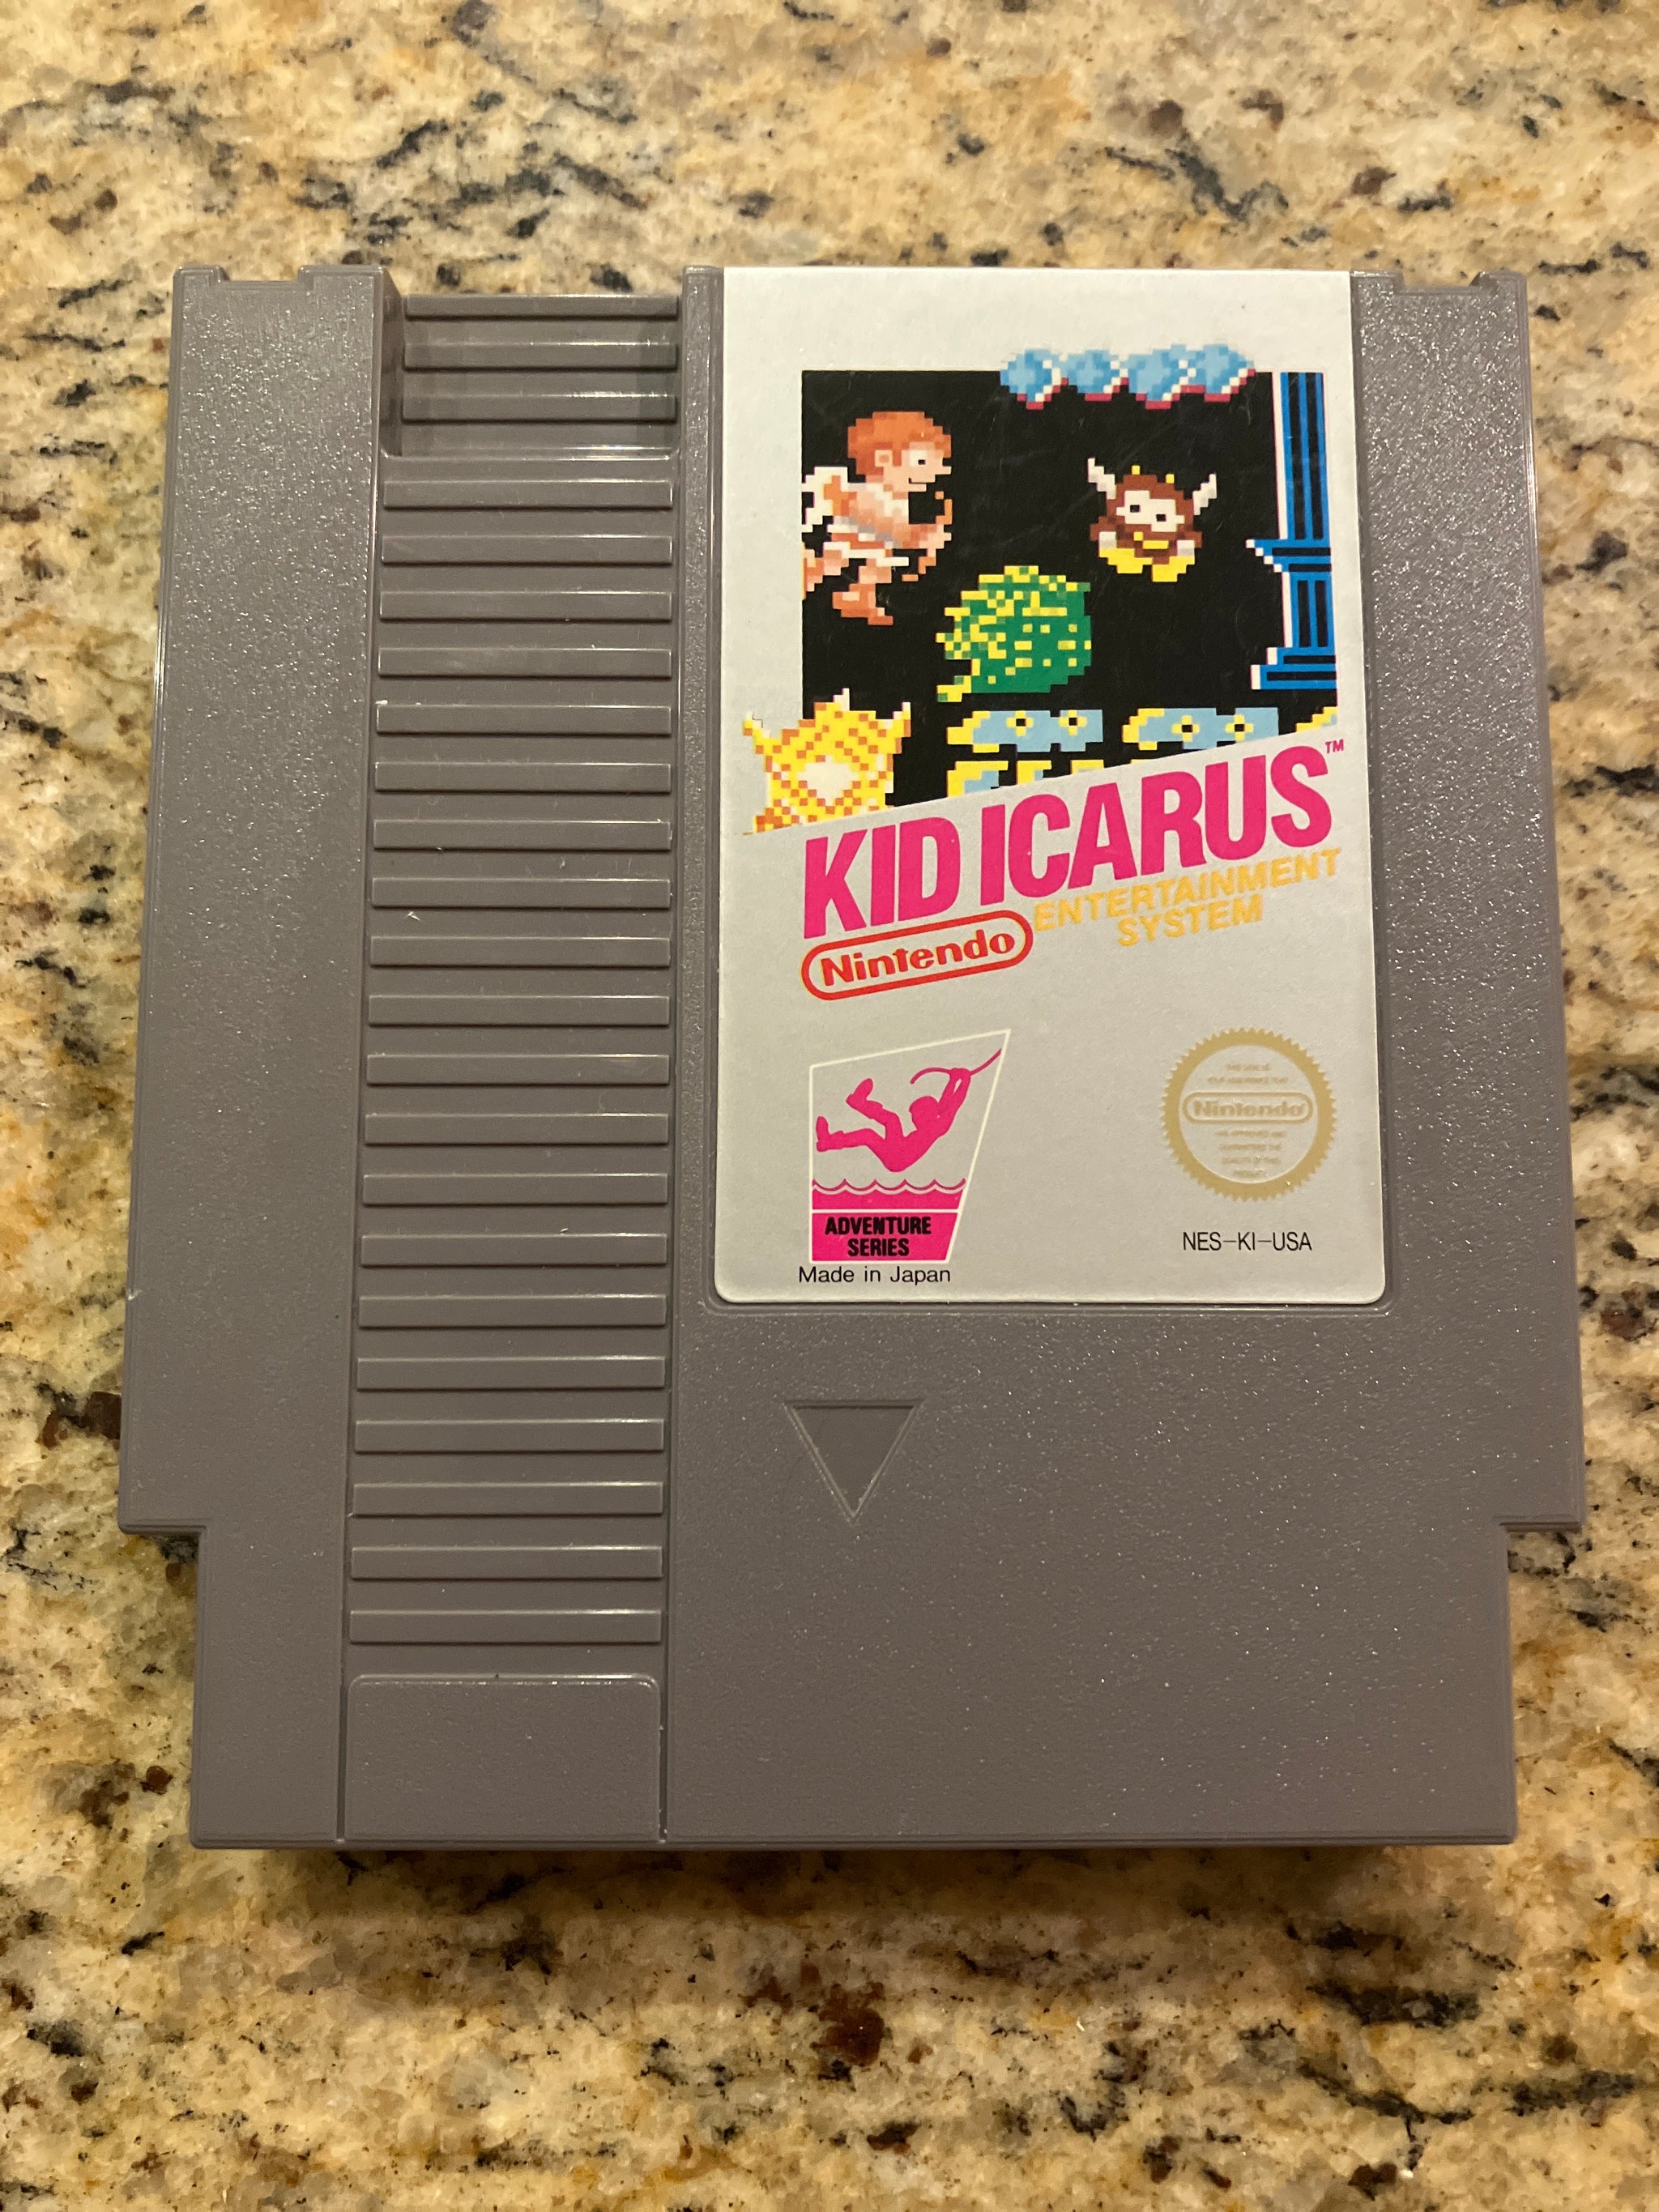 KID ICARUS™
Nintendo ENTERTAINMENT
SYSTEM
Nintendo
ADVENTURE
SERIES
Made in Japan
NES-KI-USA